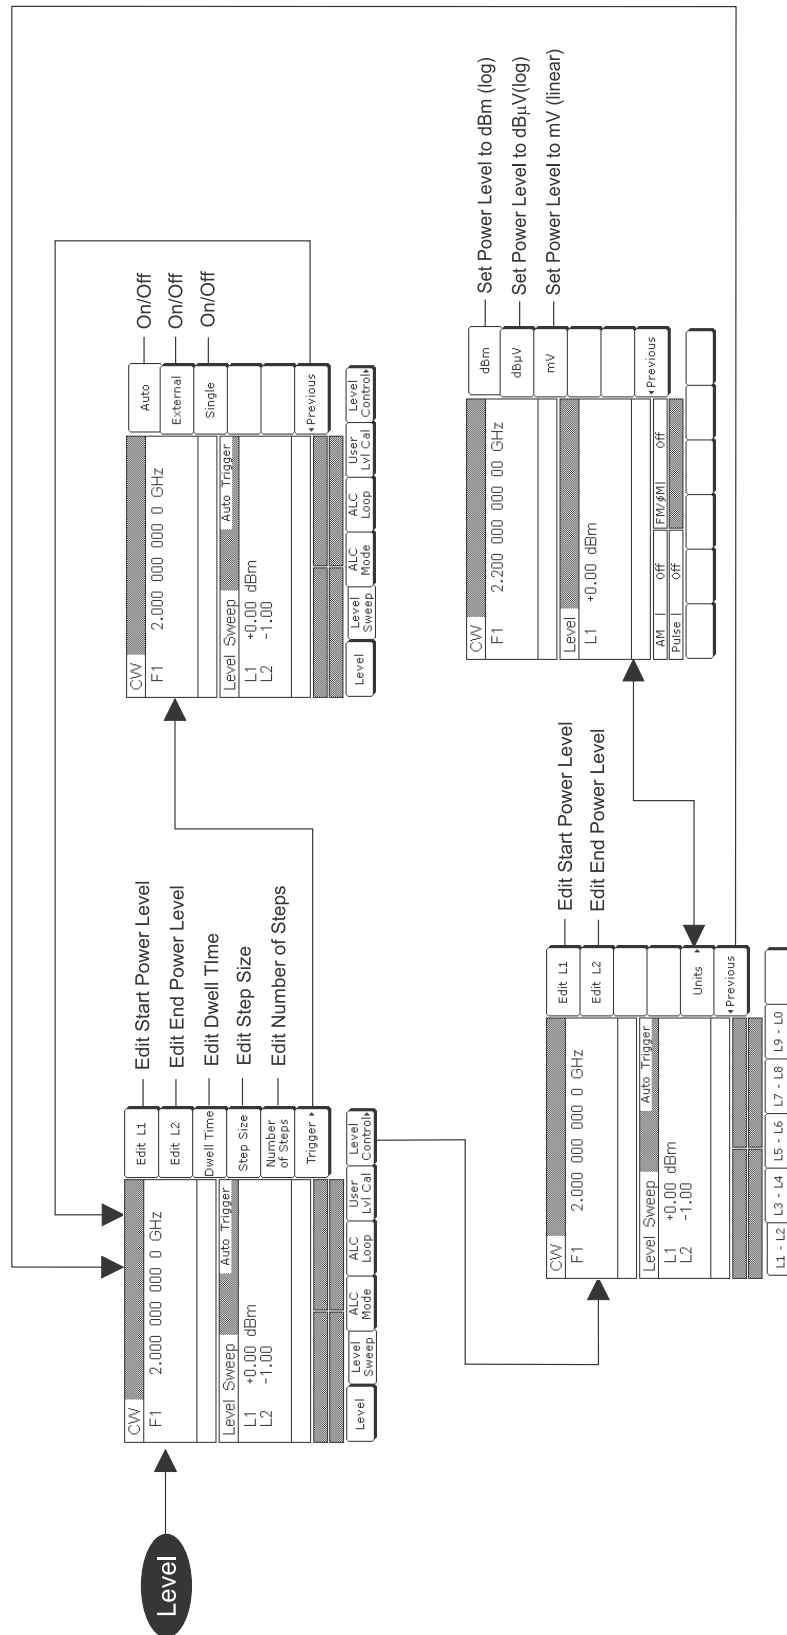 Level
CW
F1 2.000 000 000 0 GHz
Level Sweep Auto Trigger
L1 +0.00 dBm
L2 -1.00
Edit L1
Edit L2
Dwell Time
Step Size
Number
of Steps
Trigger
Edit Start Power Level
Edit End Power Level
Edit Dwell TIme
Edit Step Size
Edit Number of Steps
Level
Level
Sweep
ALC
Mode
ALC
Loop
User
Lvl Cal
Level
Control
CW
F1 2.000 000 000 0 GHz
Level Sweep Auto Trigger
L1 +0.00 dBm
L2 -1.00
Auto
External
Single
Previous
On/Off
On/Off
On/Off
Level
Level
Sweep
ALC
Mode
ALC
Loop
User
Lvl Cal
Level
Control
CW
F1 2.000 000 000 0 GHz
Level Sweep Auto Trigger
L1 +0.00 dBm
L2 -1.00
Edit L1
Edit L2
Units
Previous
Edit Start Power Level
Edit End Power Level
L1 - L2
L3 - L4
L5 - L6
L7 - L8
L9 - L0
CW
F1 2.200 000 000 00 GHz
Level
L1 +0.00 dBm
AM Off FM/ϕM Off
Pulse Off
dBm
dBµV
mV
Previous
Set Power Level to dBm (log)
Set Power Level to dBµV(log)
Set Power Level to mV (linear)